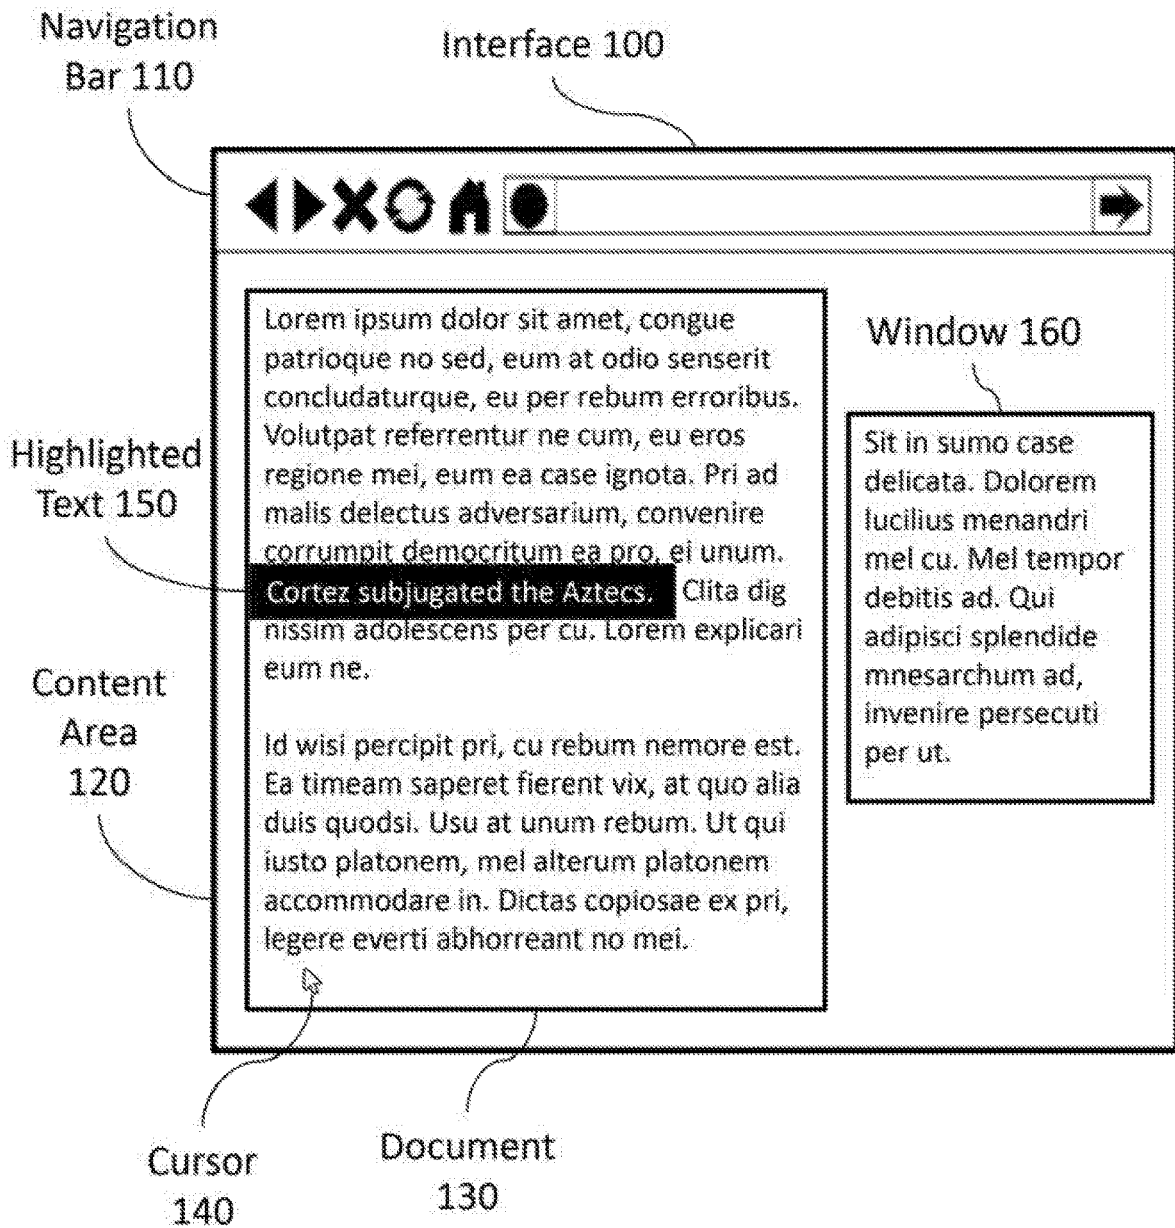 Navigation
Bar 110
Interface 100
Lorem ipsum dolor sit amet, congue
patrioque no sed, eum at odio senserit
concludaturque, eu per rebum erroribus.
Volutpat referrentur ne cum, eu eros
regione mei, eum ea case ignota. Pri ad
malis delectus adversarium, convenire
corrumpit democritum ea pro, ei unum.
Cortez subjugated the Aztecs. Clita dig
nissim adolescens per cu. Lorem explicari
eum ne.
Id wisi percipit pri, cu rebum nemore est.
Ea timeam saperet fierent vix, at quo alia
duis quodsi. Usu at unum rebum. Ut qui
iusto platonem, mel alterum platonem
accommodare in. Dictas copiosae ex pri,
legere everti abhorreant no mei.
Window 160
Sit in sumo case
delicata. Dolorem
lucilius menandri
mel cu. Mel tempor
debitis ad. Qui
adipisci splendide
mnesarchum ad,
invenire persecuti
per ut.
Highlighted
Text 150
Content
Area
120
Cursor
140
Document
130